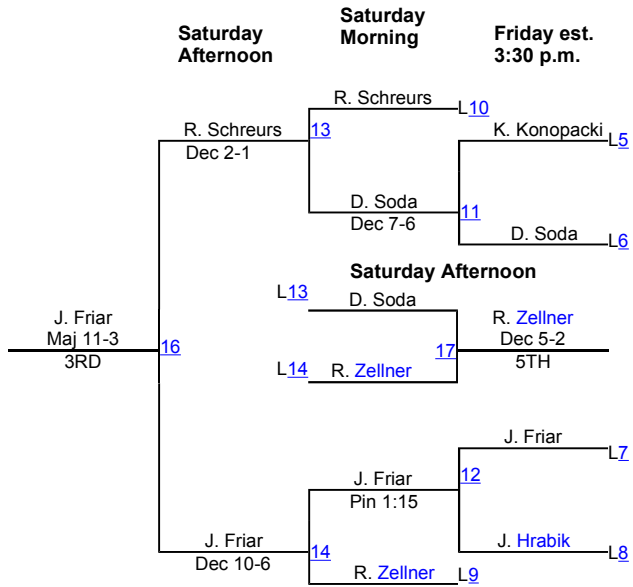 Saturday
Afternoon
Saturday
Morning
Friday est.
3:30 p.m.
R. Schreurs
L10
R. Schreurs
13
K. Konopacki
L5
Dec 2-1
D. Soda
11
Dec 7-6
D. Soda
L6
Saturday Afternoon
L13
D. Soda
J. Friar
R. Zellner
Maj 11-3
16
17
Dec 5-2
3RD
5TH
L14
R. Zellner
J. Friar
L7
J. Friar
12
Pin 1:15
J. Friar
14
J. Hrabik
L8
Dec 10-6
R. Zellner
L9